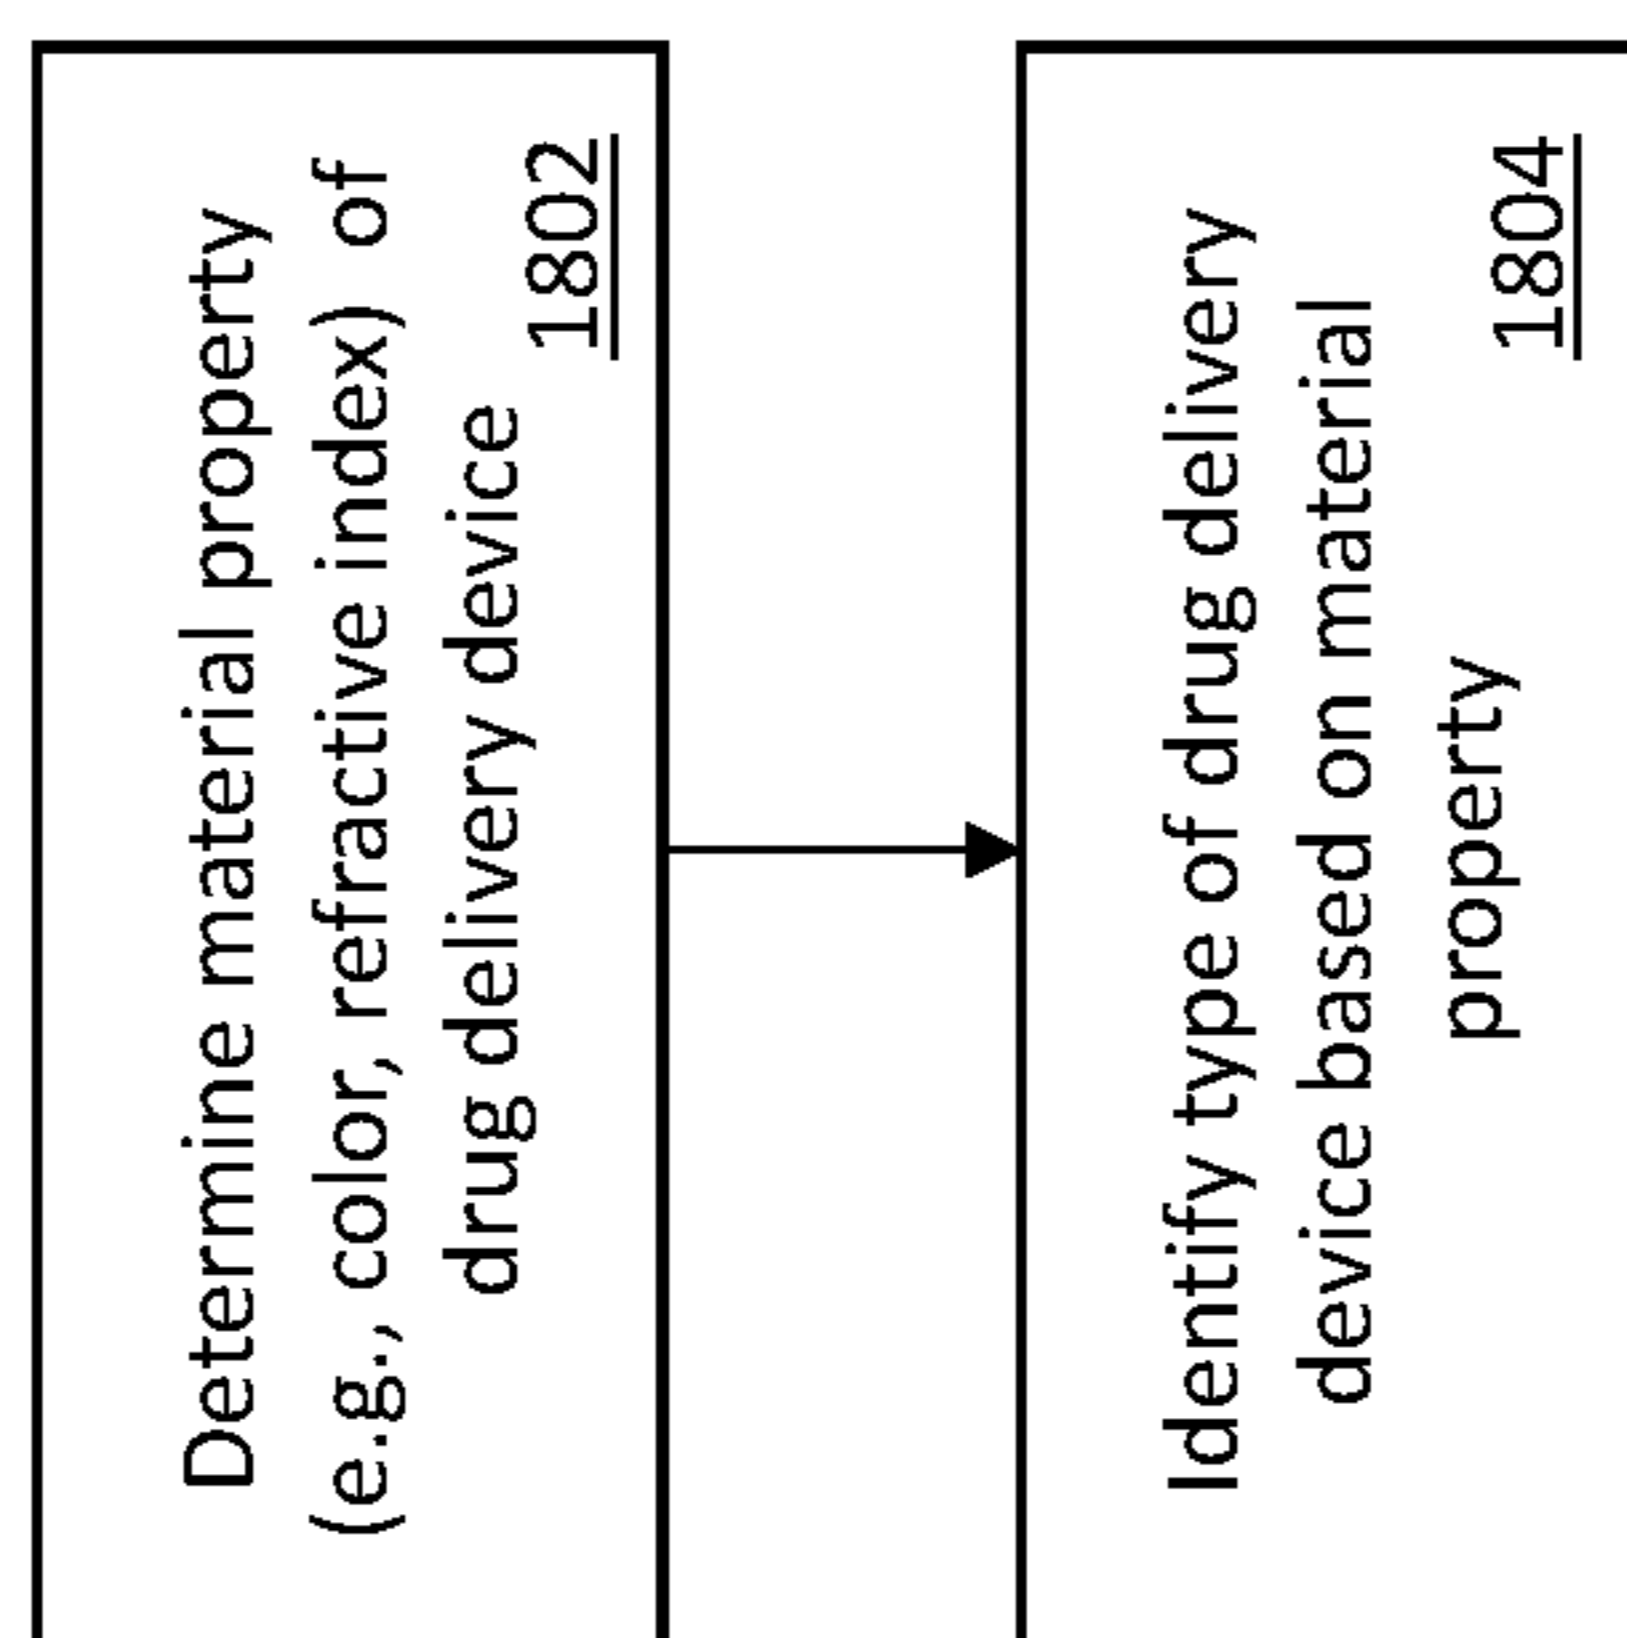 Determine material property
(e.g., color, refractive index) of
drug delivery device
1802
Identify type of drug delivery
device based on material
property
1804